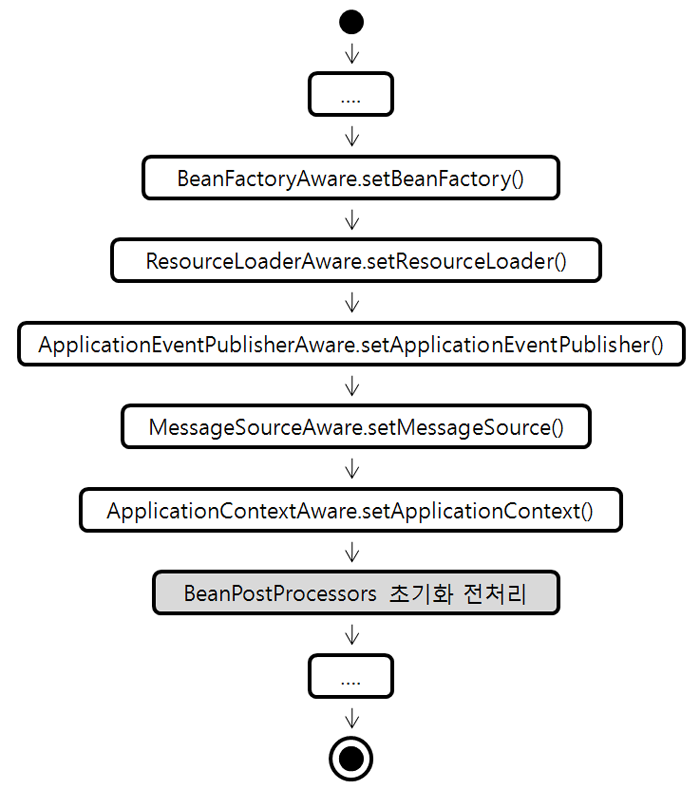 ....
BeanFactoryAware.setBeanFactory()
ResourceLoaderAware.setResourceLoader()
ApplicationEventPublisherAware.setApplicationEventPublisher()
MessageSourceAware.setMessageSource()
ApplicationContextAware.setApplicationContext()
BeanPostProcessors 초기화 전처리
....